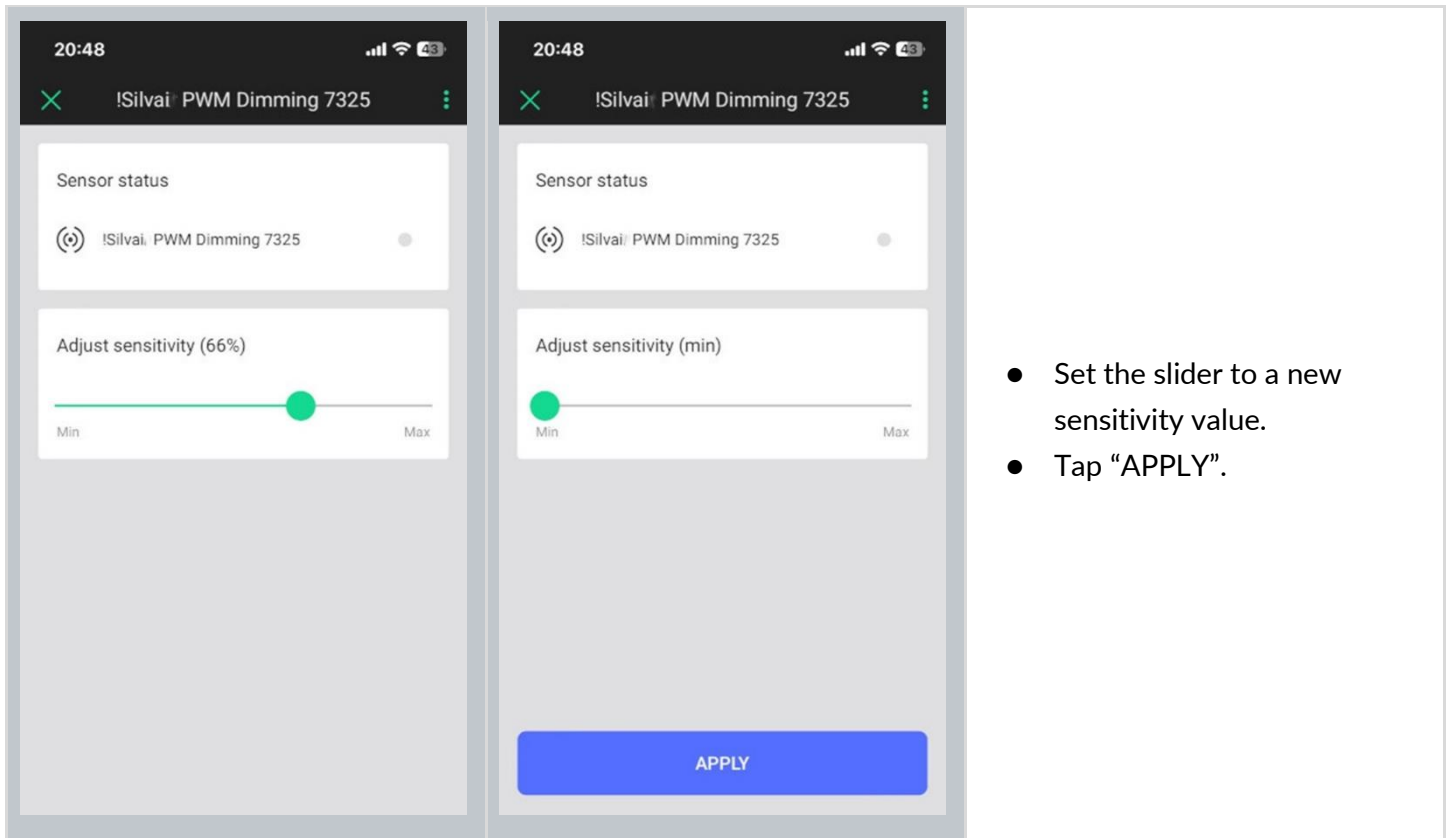 20:48
43
!Silvai PWM Dimming 7325
Sensor status
!Silvai PWM Dimming 7325
Adjust sensitivity (66%)
Min Max
20:48
43
!Silvai PWM Dimming 7325
Sensor status
!Silvai PWM Dimming 7325
Adjust sensitivity (min)
Min Max
APPLY
● Set the slider to a new
sensitivity value.
● Tap “APPLY”.